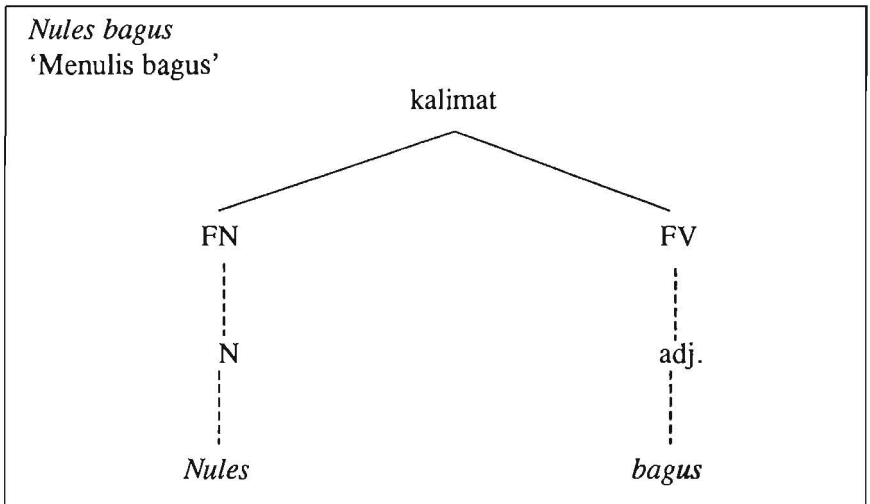 Nules bagus
‘Menulis bagus’
kalimat
FN FV
N adj.
Nules bagus